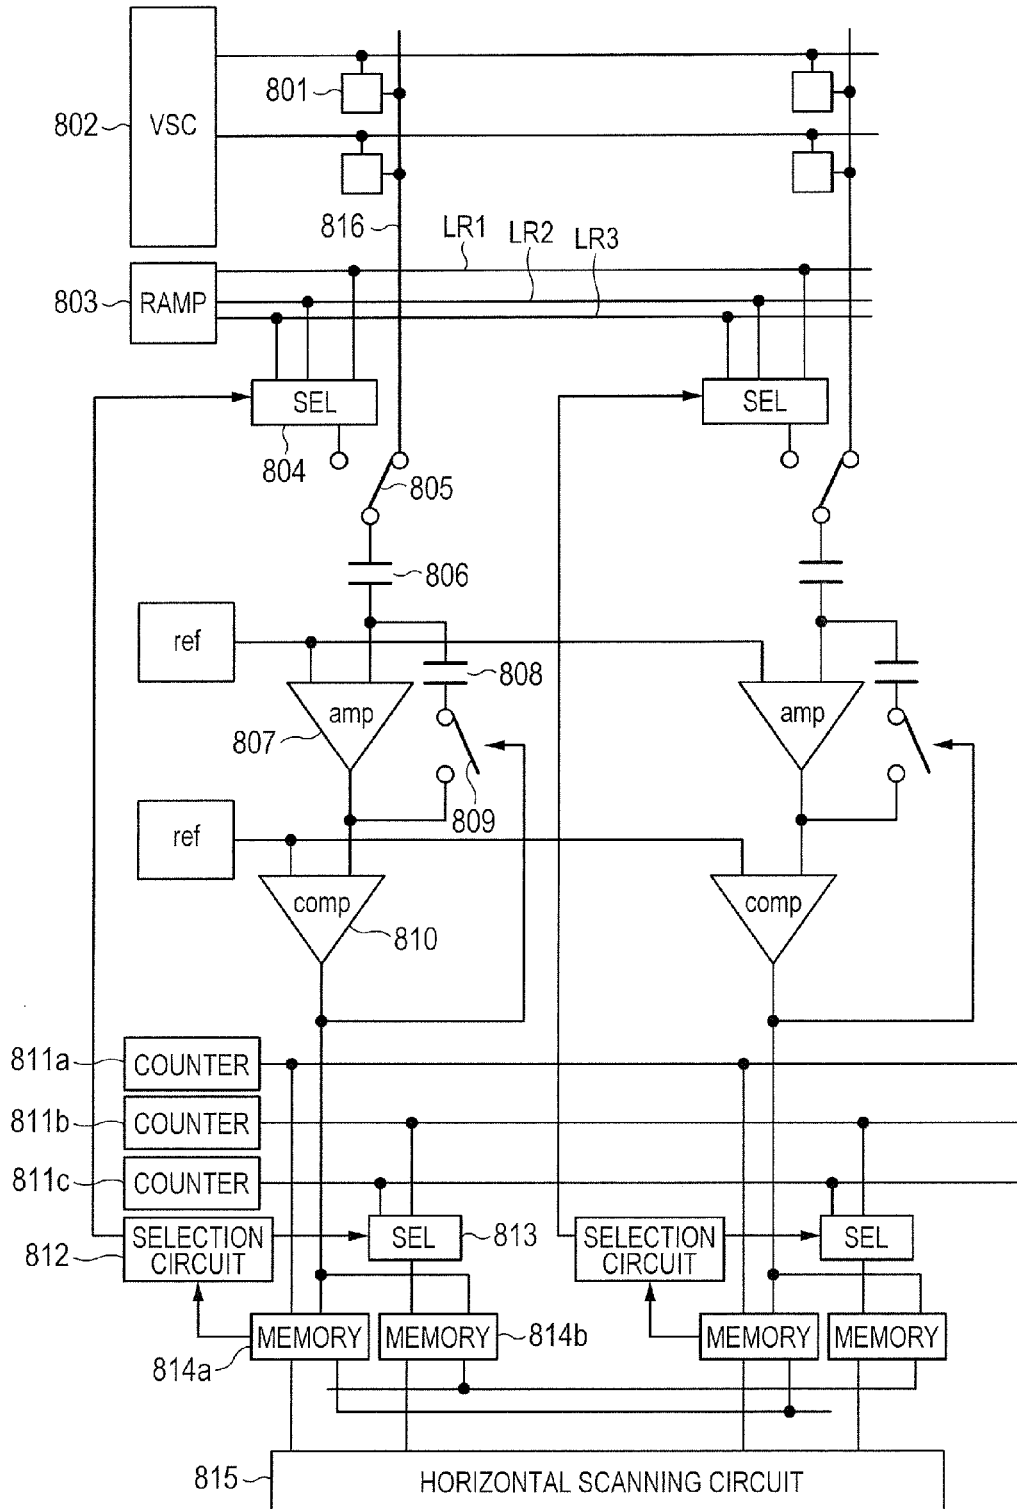 801
802
VSC
816
LR1
LR2
LR3
803
RAMP
SEL
SEL
804
805
806
ref
808
amp
amp
807
809
ref
comp
comp
810
811a
COUNTER
811b
COUNTER
811c
COUNTER
812
SELECTION
CIRCUIT
SEL
813
SELECTION
CIRCUIT
SEL
MEMORY
MEMORY
814b
MEMORY
MEMORY
814a
815
HORIZONTAL SCANNING CIRCUIT